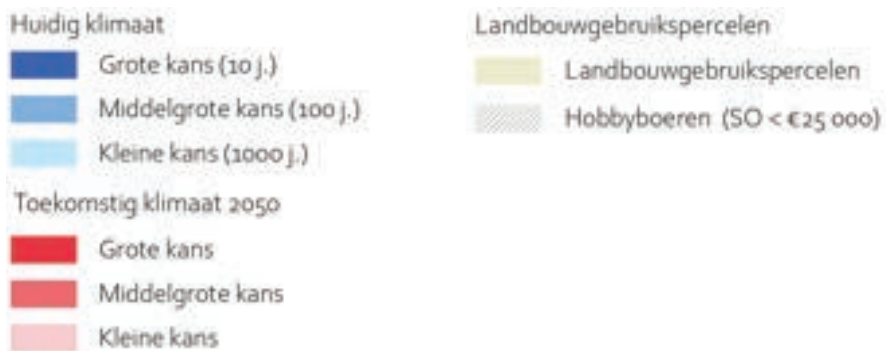 Huidig klimaat
Grote kans (10 j.)
Middelgrote kans (100 j.)
Kleine kans (1000 j.)
Toekomstig klimaat 2050
Grote kans
Middelgrote kans
Kleine kans
Landbouwgebruikspercelen
Landbouwgebruikspercelen
Hobbyboeren (SO < €25 000)